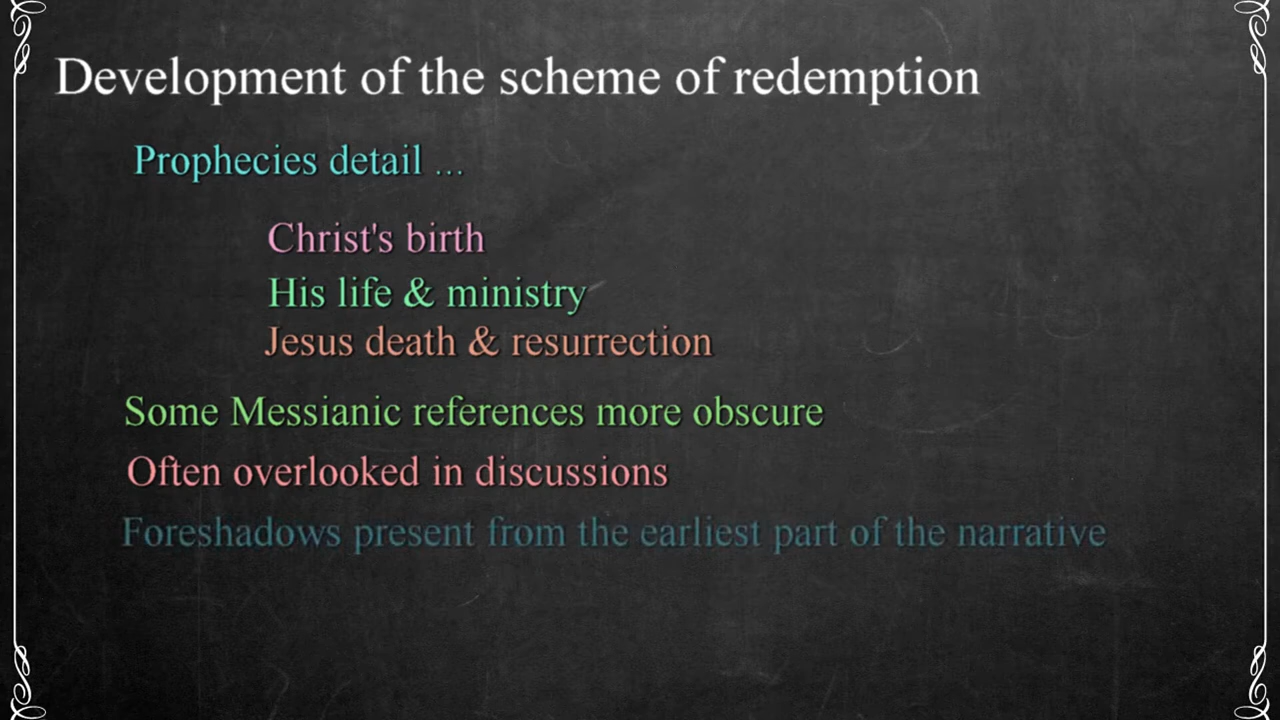 Development of the scheme of redemption
Prophecies detail ...
Christ's birth
His life & ministry
Jesus death & resurrection
Some Messianic references more obscure
Often overlooked in discussions
Foreshadows present from the earliest part of the narrative